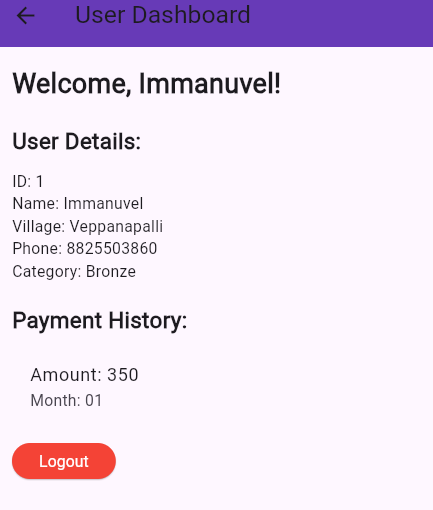 User Dashboard
Welcome, Immanuvel!
User Details:
ID: 1
Name: Immanuvel
Village: Veppanapalli
Phone: 8825503860
Category: Bronze
Payment History:
Amount: 350
Month: 01
Logout